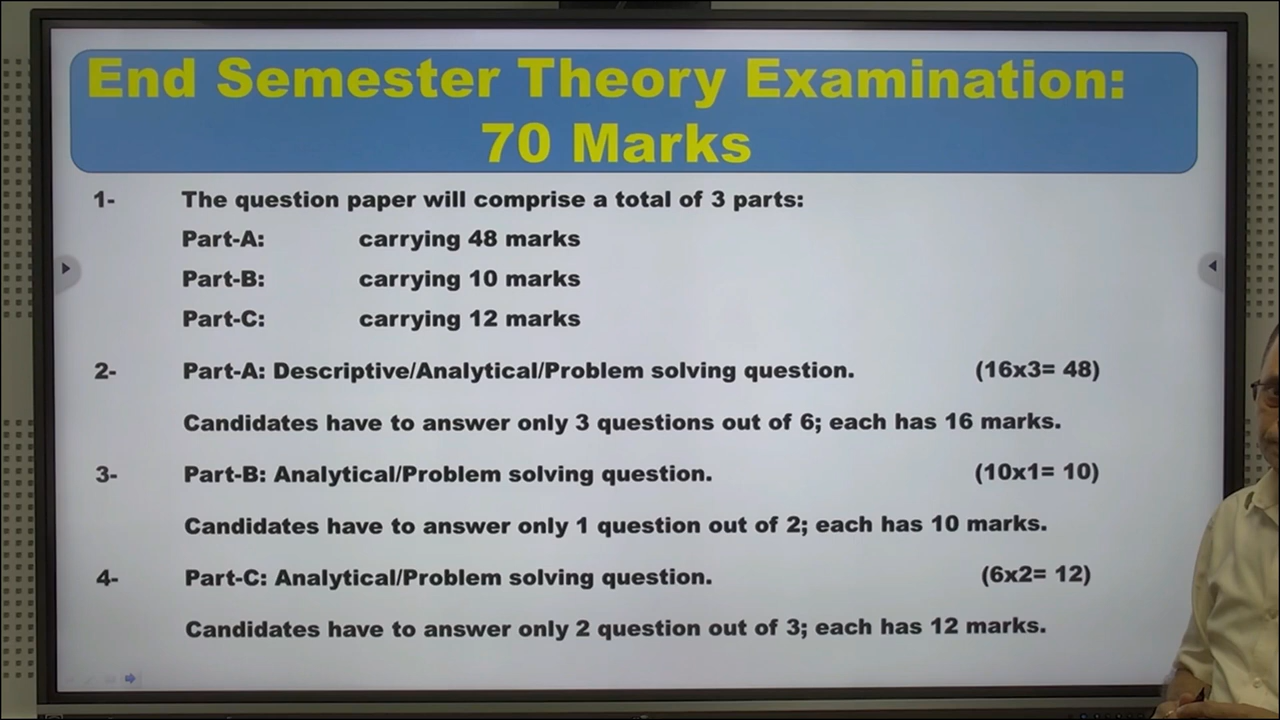 End Semester Theory Examination:
70 Marks
1- The question paper will comprise a total of 3 parts:
Part-A: carrying 48 marks
Part-B: carrying 10 marks
Part-C: carrying 12 marks
2- Part-A: Descriptive/Analytical/Problem solving question. (16x3= 48)
Candidates have to answer only 3 questions out of 6; each has 16 marks.
3- Part-B: Analytical/Problem solving question. (10x1= 10)
Candidates have to answer only 1 question out of 2; each has 10 marks.
4- Part-C: Analytical/Problem solving question. (6x2= 12)
Candidates have to answer only 2 question out of 3; each has 12 marks.